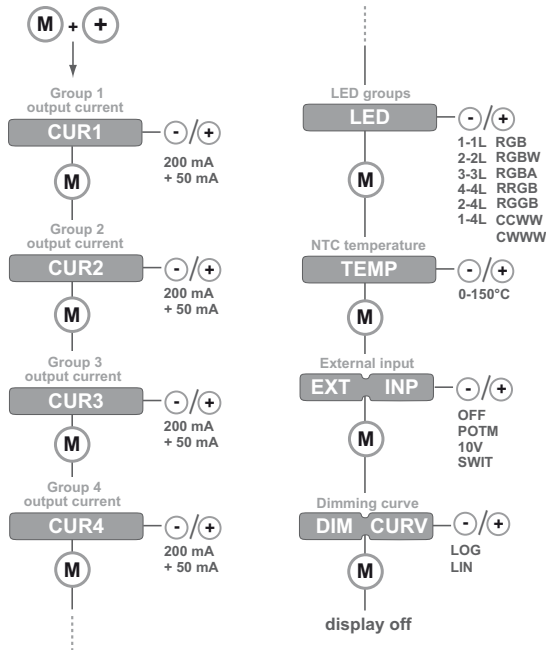 M + +
Group 1
output current
CUR1 - / +
200 mA
+ 50 mA
M
Group 2
output current
CUR2 - / +
200 mA
+ 50 mA
M
Group 3
output current
CUR3 - / +
200 mA
+ 50 mA
M
Group 4
output current
CUR4 - / +
200 mA
+ 50 mA
M
LED groups
LED - / +
1-1L RGB
2-2L RGBW
3-3L RGBA
4-4L RRGB
2-4L RGGB
1-4L CCWW
CWWW
M
NTC temperature
TEMP - / +
0-150°C
M
External input
EXT INP - / +
OFF
POTM
10V
SWIT
M
Dimming curve
DIM CURV - / +
LOG
LIN
M
display off